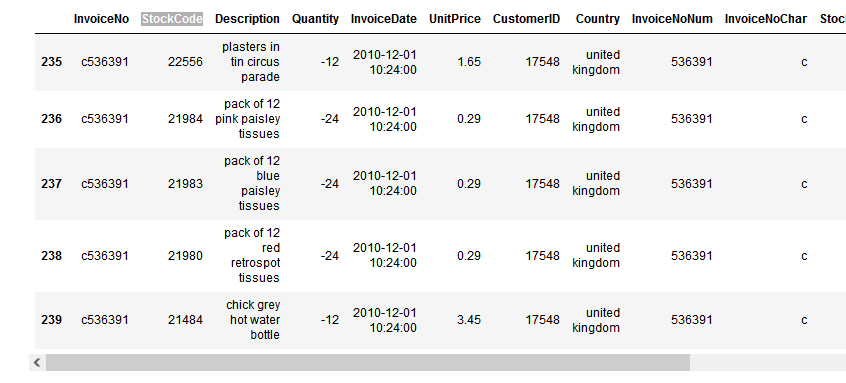 InvoiceNo StockCode Description Quantity InvoiceDate UnitPrice CustomerID Country InvoiceNoNum InvoiceNoChar Stoc
235 c536391 22556 plasters in tin circus parade -12 2010-12-01 10:24:00 1.65 17548 united kingdom 536391 c
236 c536391 21984 pack of 12 pink paisley tissues -24 2010-12-01 10:24:00 0.29 17548 united kingdom 536391 c
237 c536391 21983 pack of 12 blue paisley tissues -24 2010-12-01 10:24:00 0.29 17548 united kingdom 536391 c
238 c536391 21980 pack of 12 red retrospot tissues -24 2010-12-01 10:24:00 0.29 17548 united kingdom 536391 c
239 c536391 21484 chick grey hot water bottle -12 2010-12-01 10:24:00 3.45 17548 united kingdom 536391 c